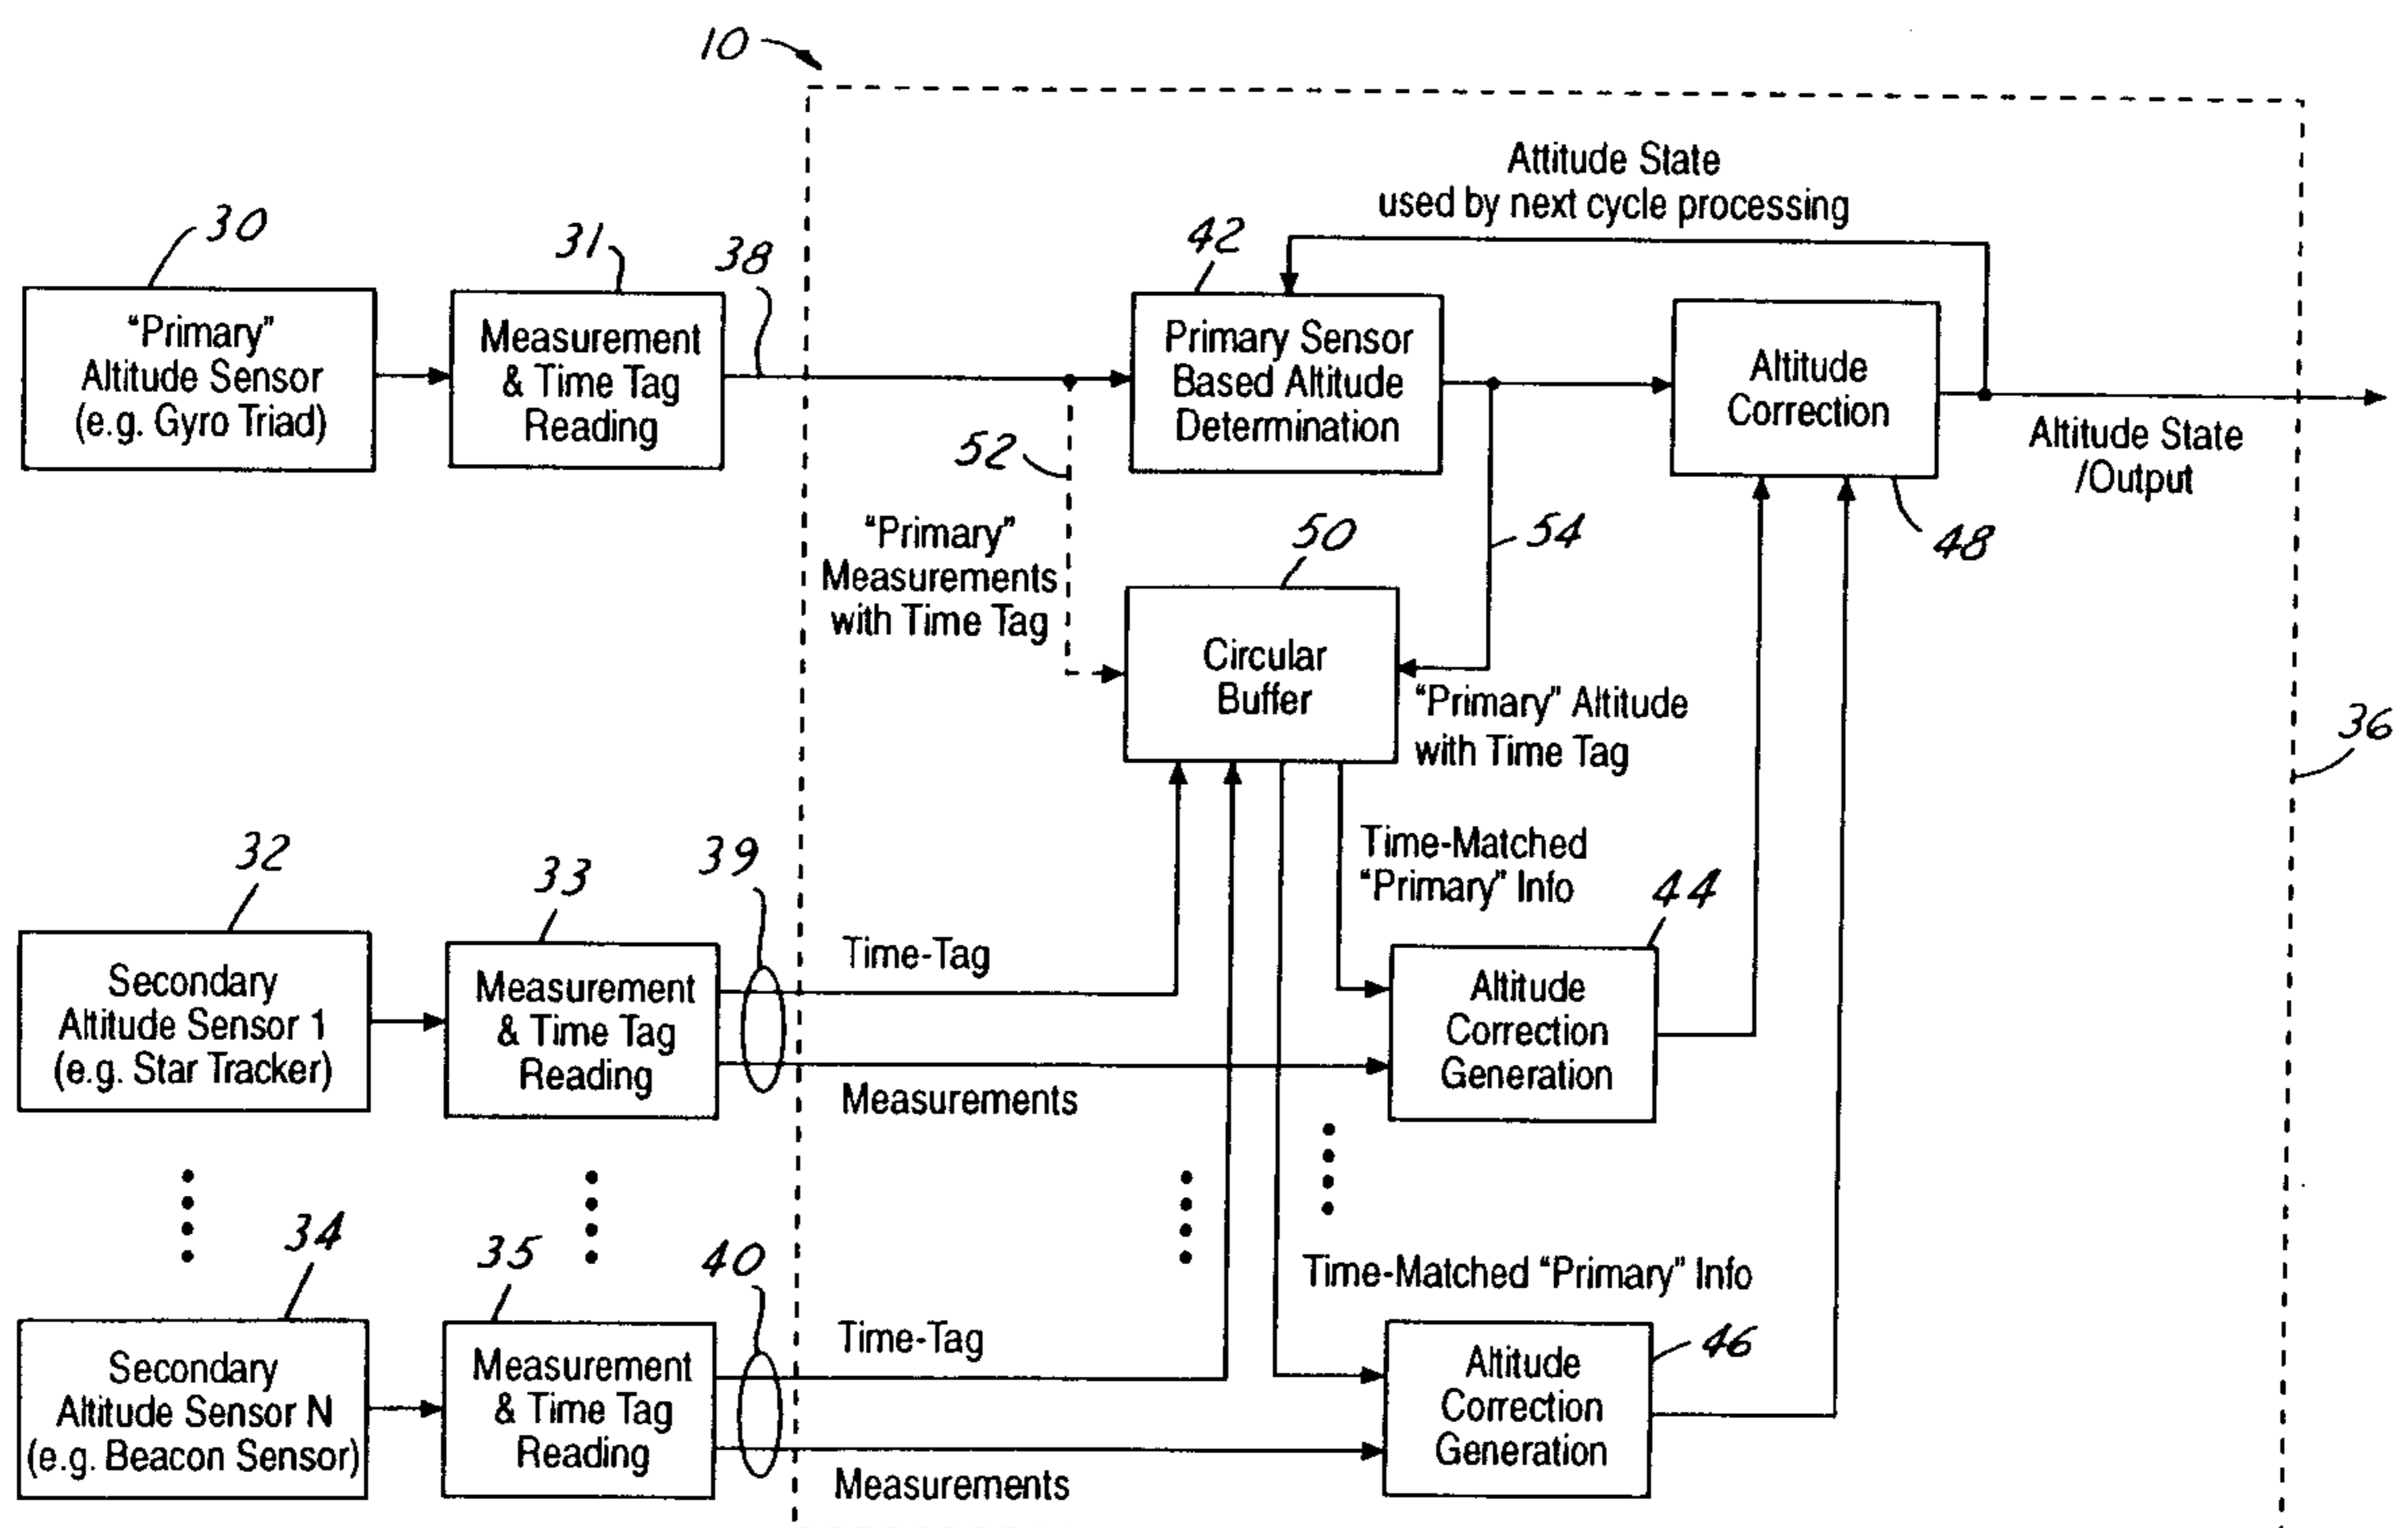 10
Attitude State
used by next cycle processing
30
31
38
42
"Primary"
Altitude Sensor
(e.g. Gyro Triad)
Measurement
& Time Tag
Reading
Primary Sensor
Based Altitude
Determination
Altitude
Correction
Altitude State
/Output
52
54
48
"Primary"
Measurements
with Time Tag
50
Circular
Buffer
"Primary" Altitude
with Time Tag
36
32
33
39
Time-Matched
"Primary" Info
44
Secondary
Altitude Sensor 1
(e.g. Star Tracker)
Measurement
& Time Tag
Reading
Time-Tag
Measurements
Altitude
Correction
Generation
34
35
40
Time-Matched "Primary" Info
46
Secondary
Altitude Sensor N
(e.g. Beacon Sensor)
Measurement
& Time Tag
Reading
Time-Tag
Measurements
Altitude
Correction
Generation